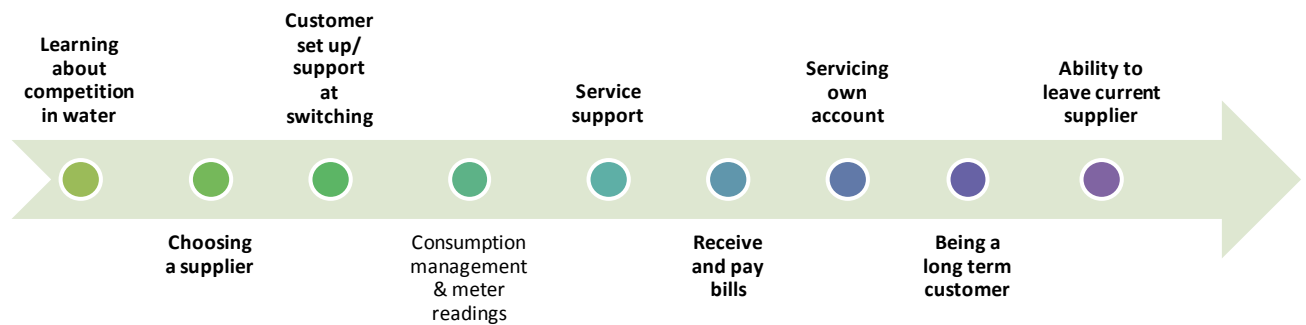 Learning
about
competition
in water
Choosing
a supplier
Customer
set up/
support
at
switching
Consumption
management
& meter
readings
Service
support
Receive
and pay
bills
Servicing
own
account
Being a
long term
customer
Ability to
leave current
supplier